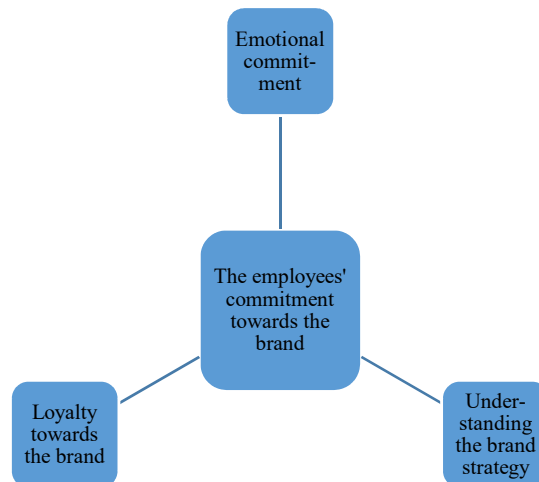 Emotional
commit-
ment
The employees'
commitment
towards the
brand
Loyalty
towards
the brand
Under-
standing
the brand
strategy